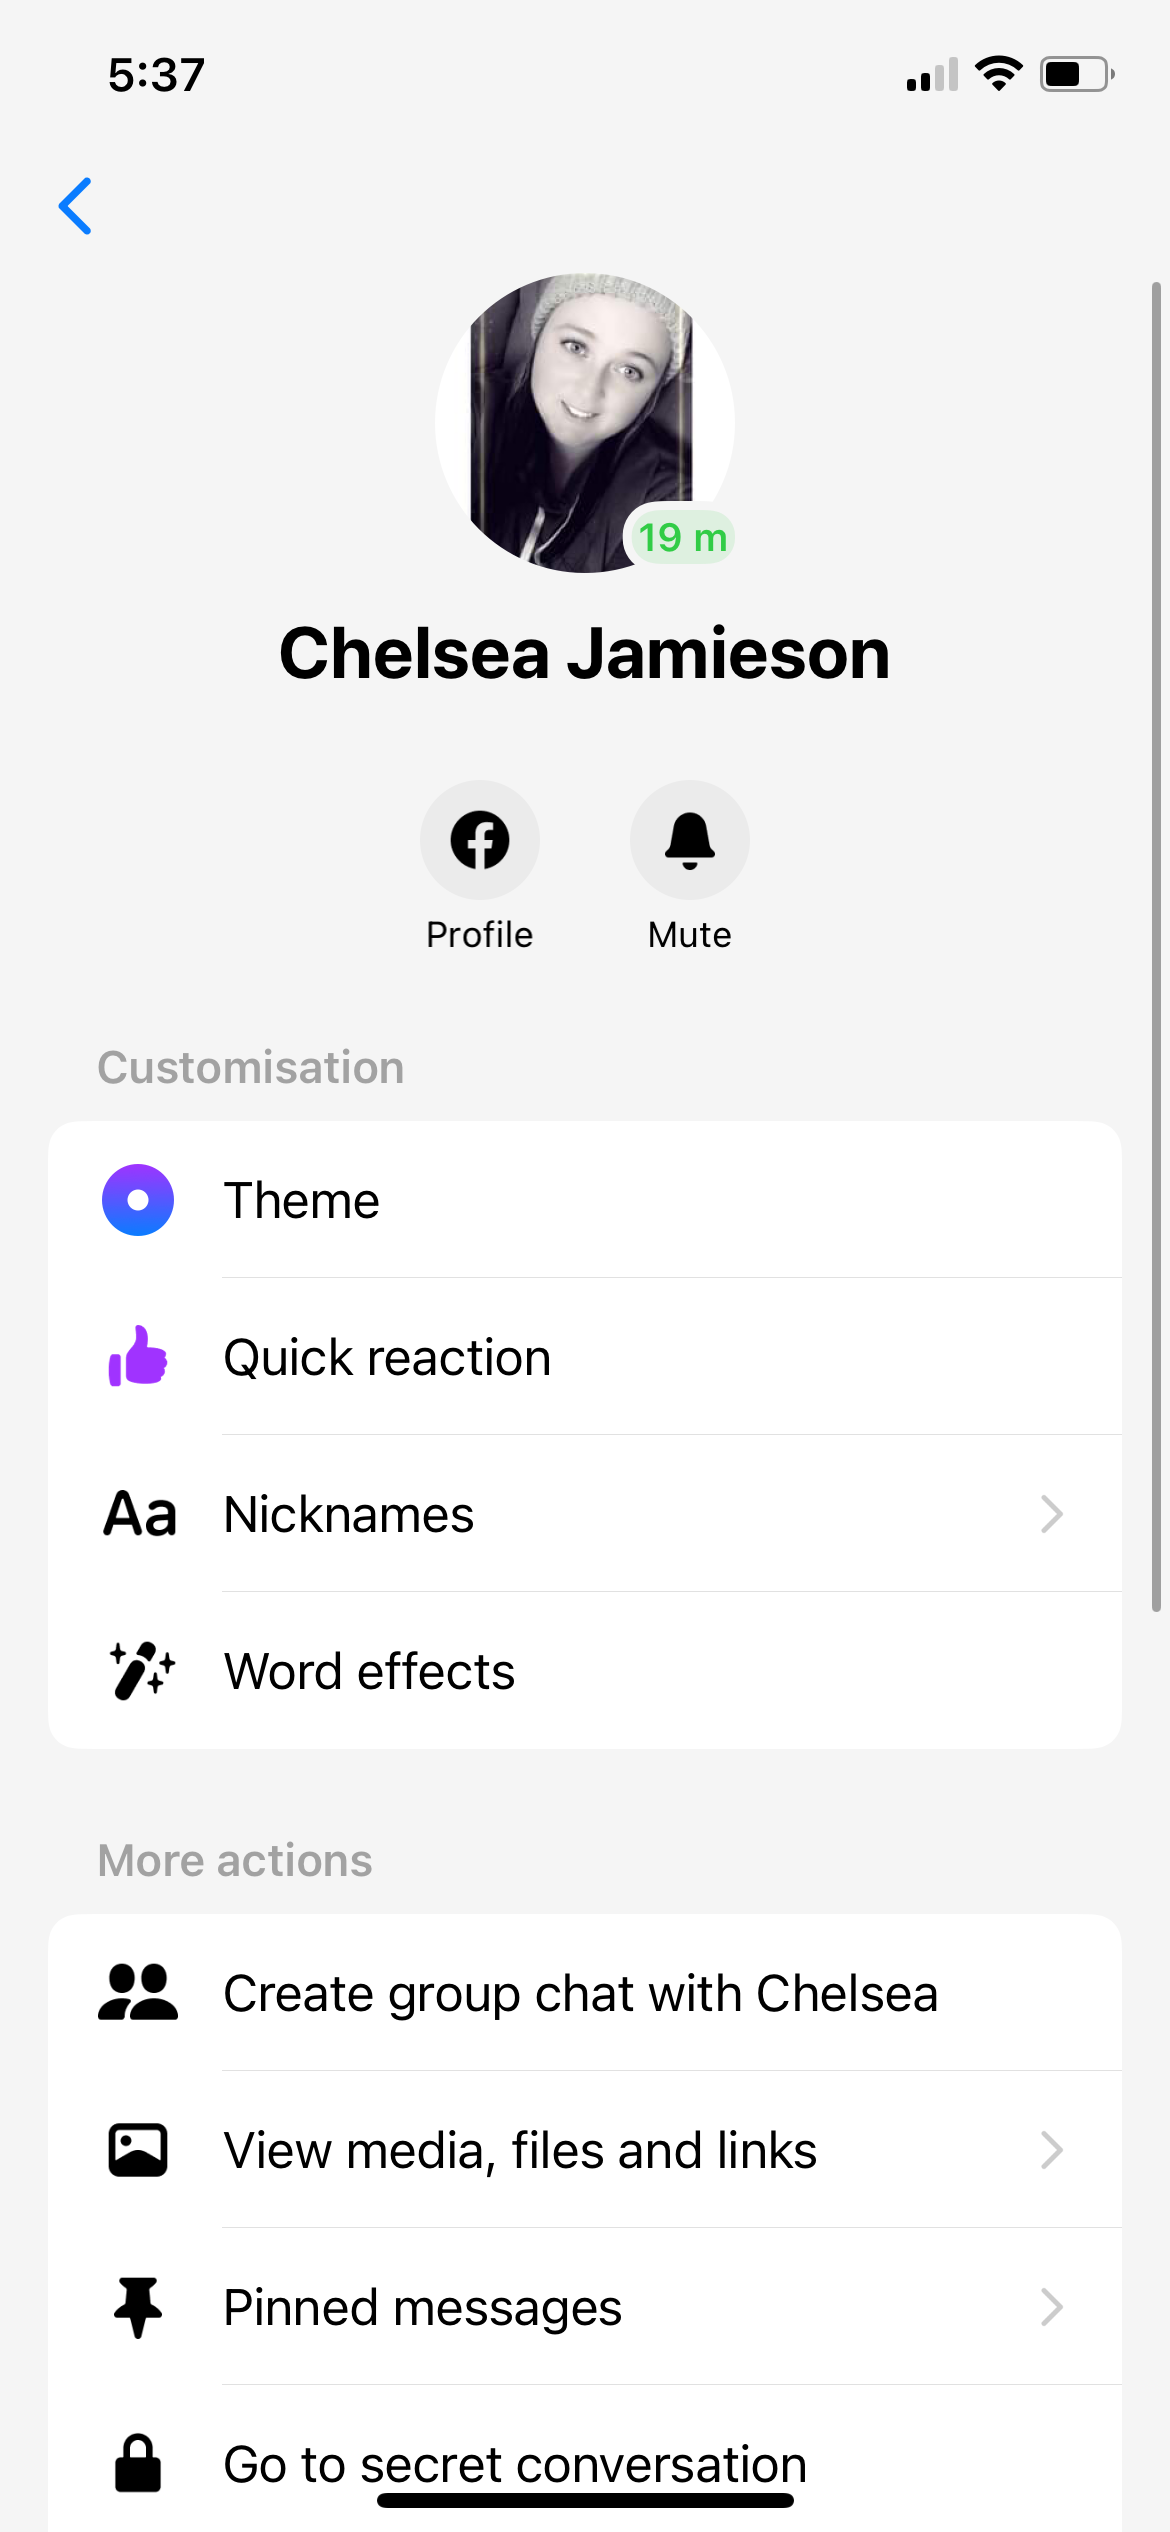 5:37
19 m
Chelsea Jamieson
Profile
Mute
Customisation
Theme
Quick reaction
Aa Nicknames
Word effects
More actions
Create group chat with Chelsea
View media, files and links
Pinned messages
Go to secret conversation